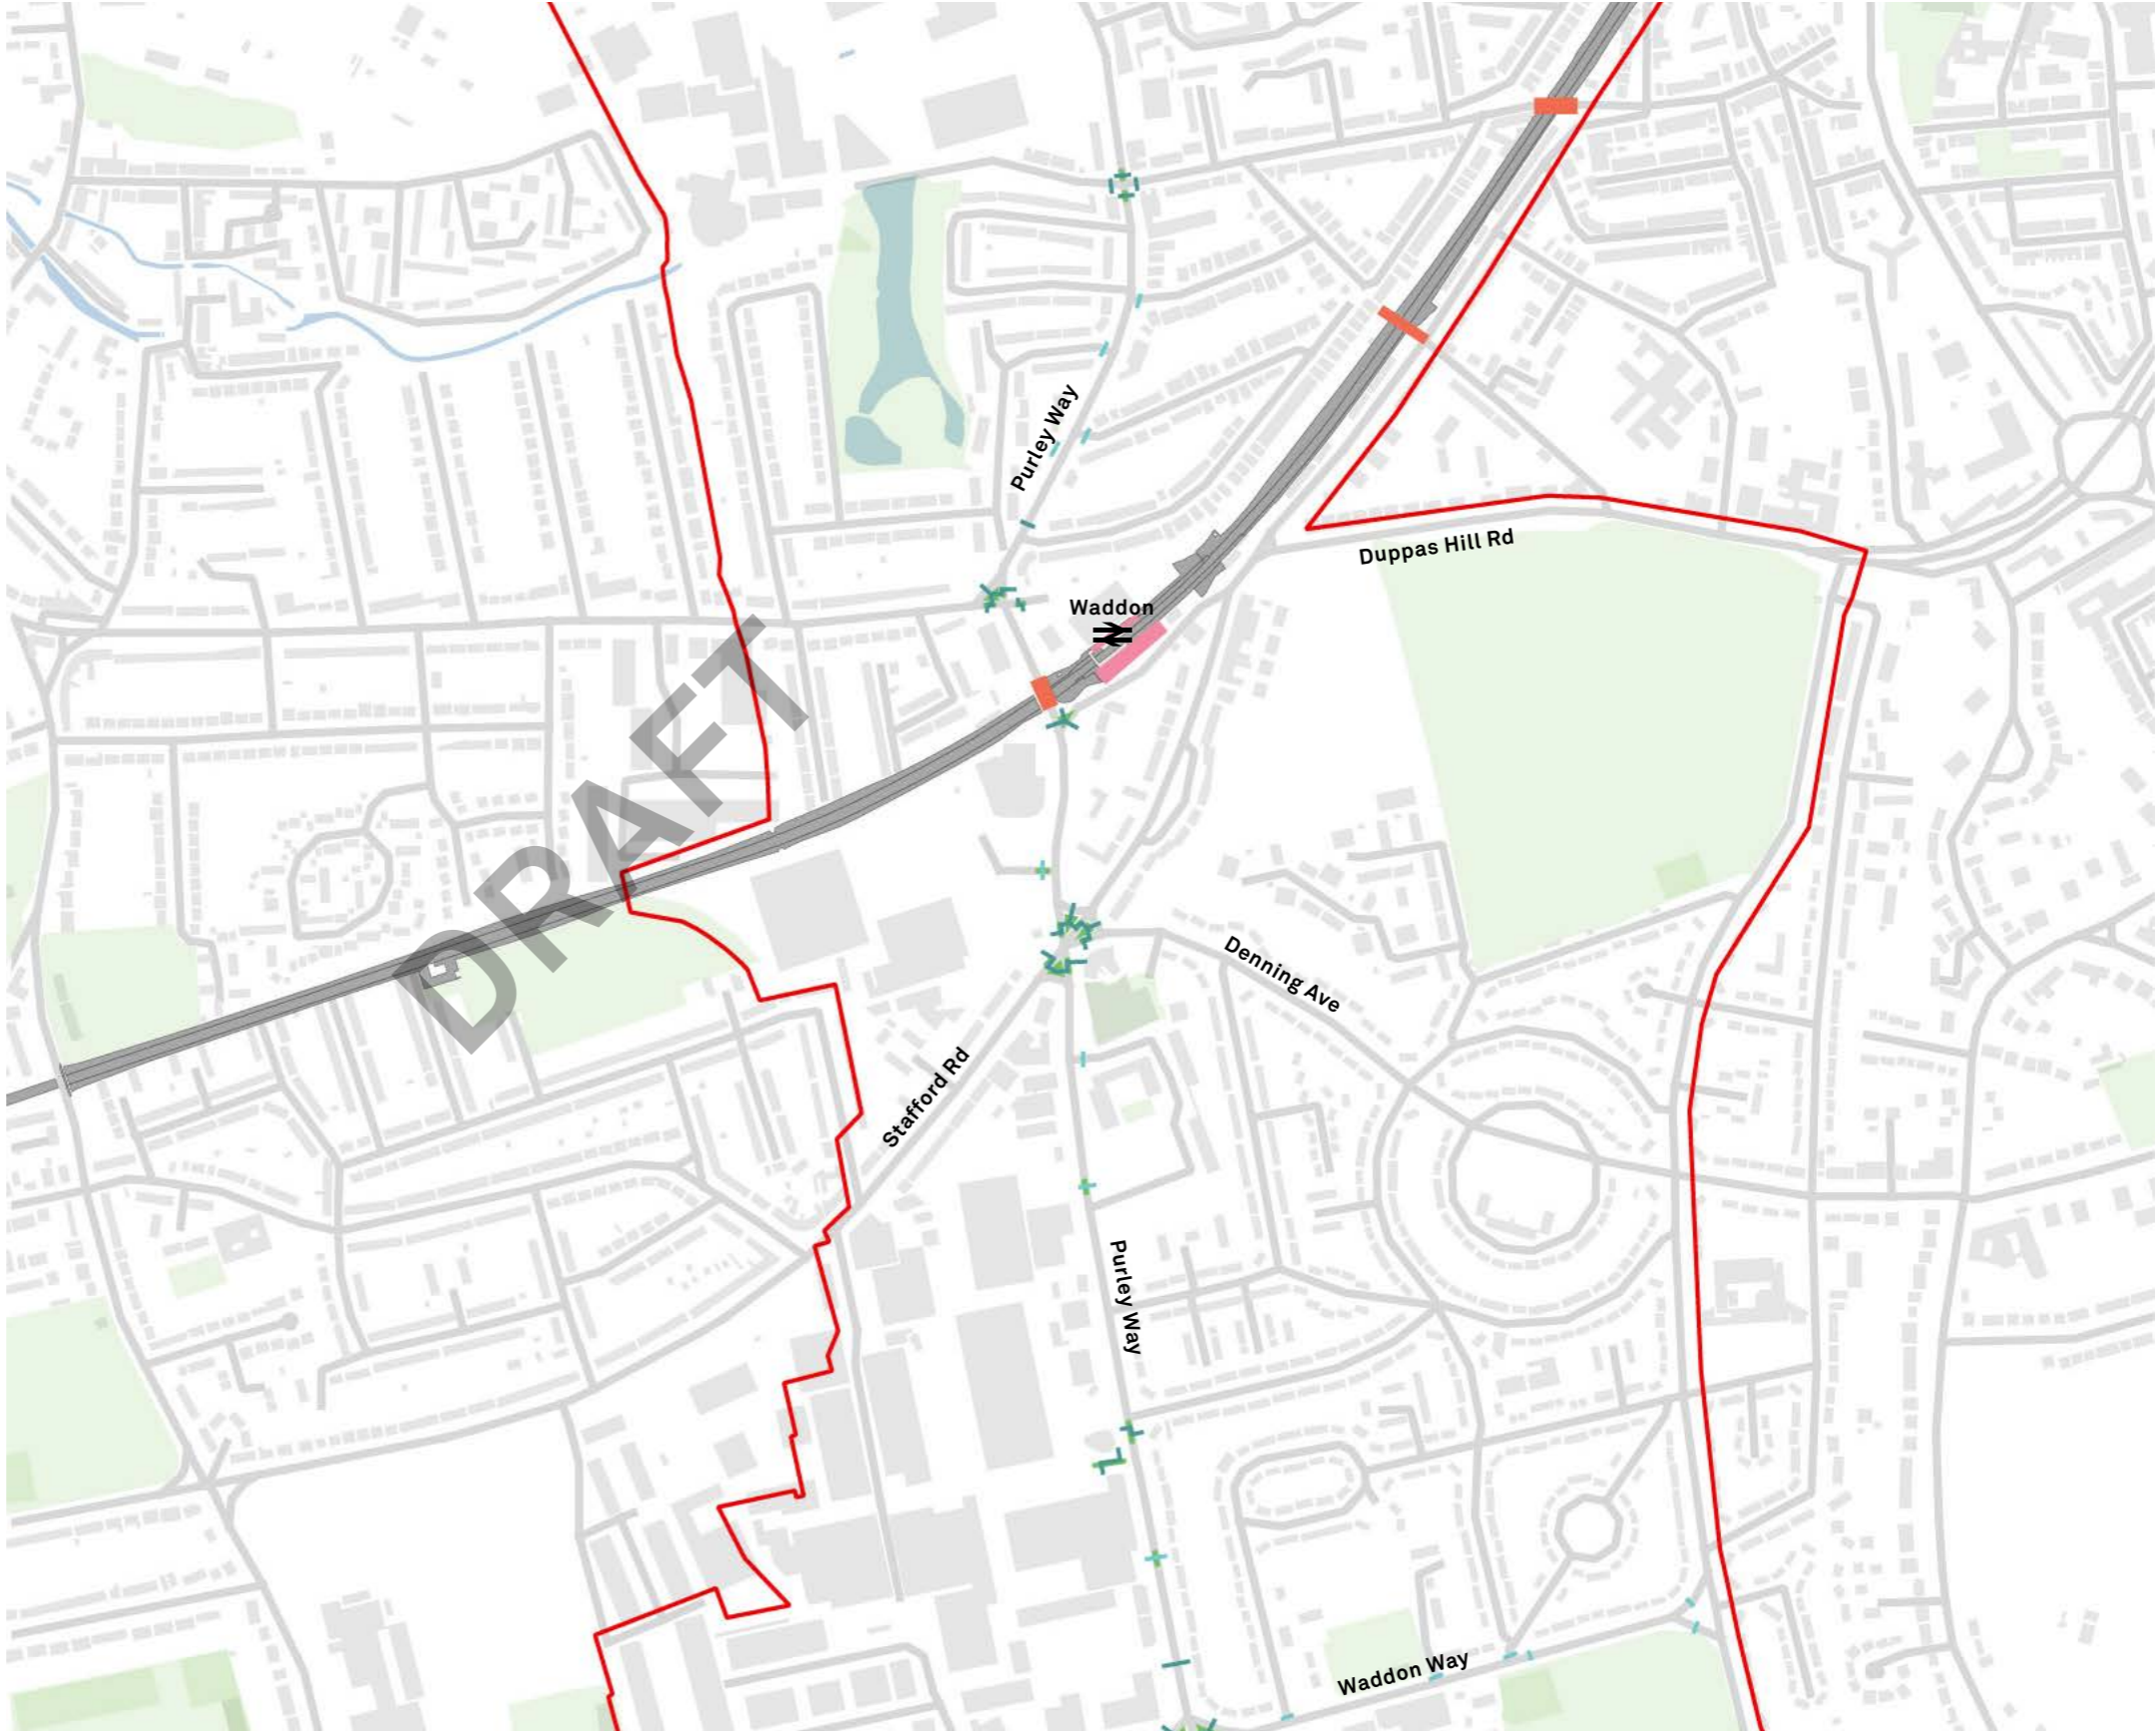 Purley Way
Duppas Hill Rd
Waddon
DRAFT
Denning Ave
Stafford Rd
Purley Way
Waddon Way